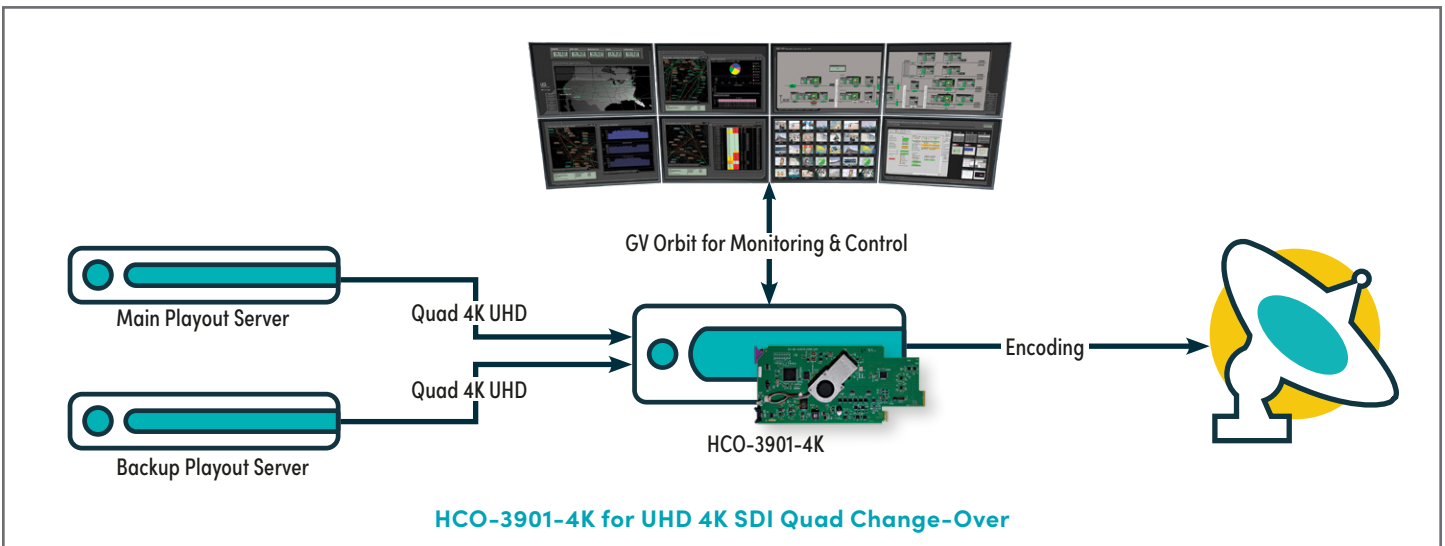 GV Orbit for Monitoring & Control
Main Playout Server
Quad 4K UHD
Encoding
Quad 4K UHD
HCO-3901-4K
Backup Playout Server
HCO-3901-4K for UHD 4K SDI Quad Change-Over